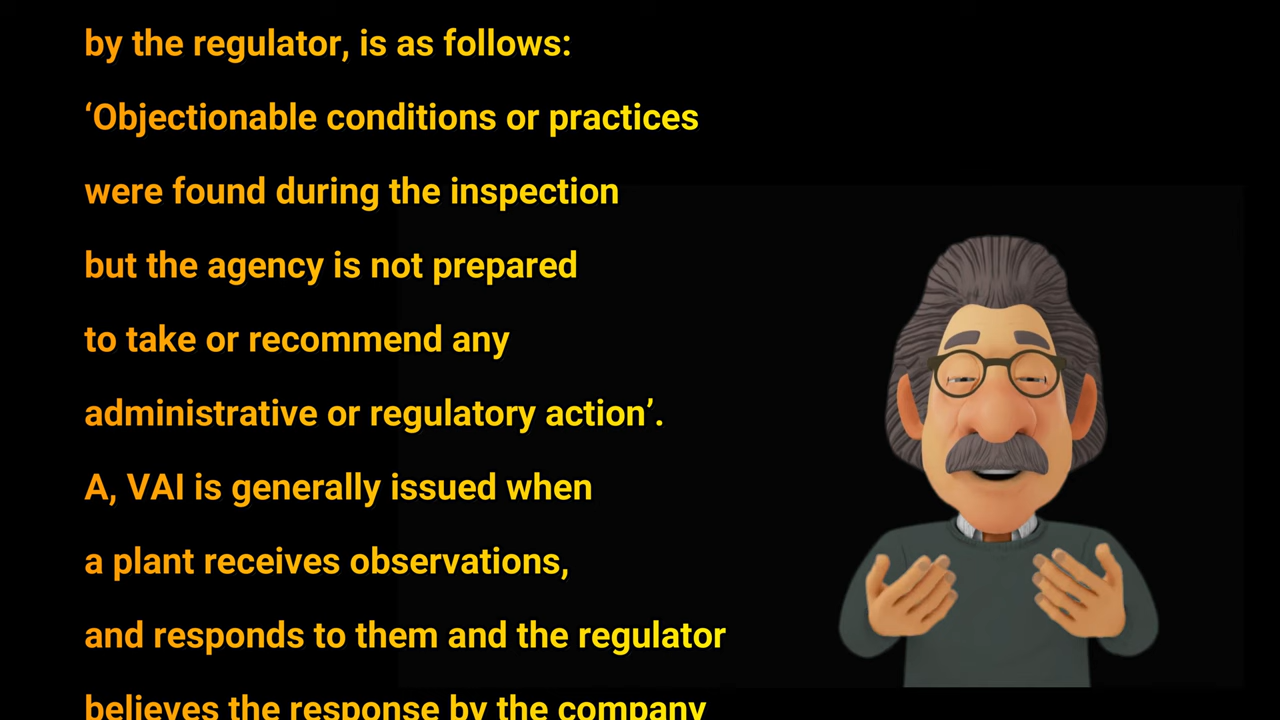 by the regulator, is as follows:
‘Objectionable conditions or practices
were found during the inspection
but the agency is not prepared
to take or recommend any
administrative or regulatory action’.
A, VAI is generally issued when
a plant receives observations,
and responds to them and the regulator
believes the response by the company